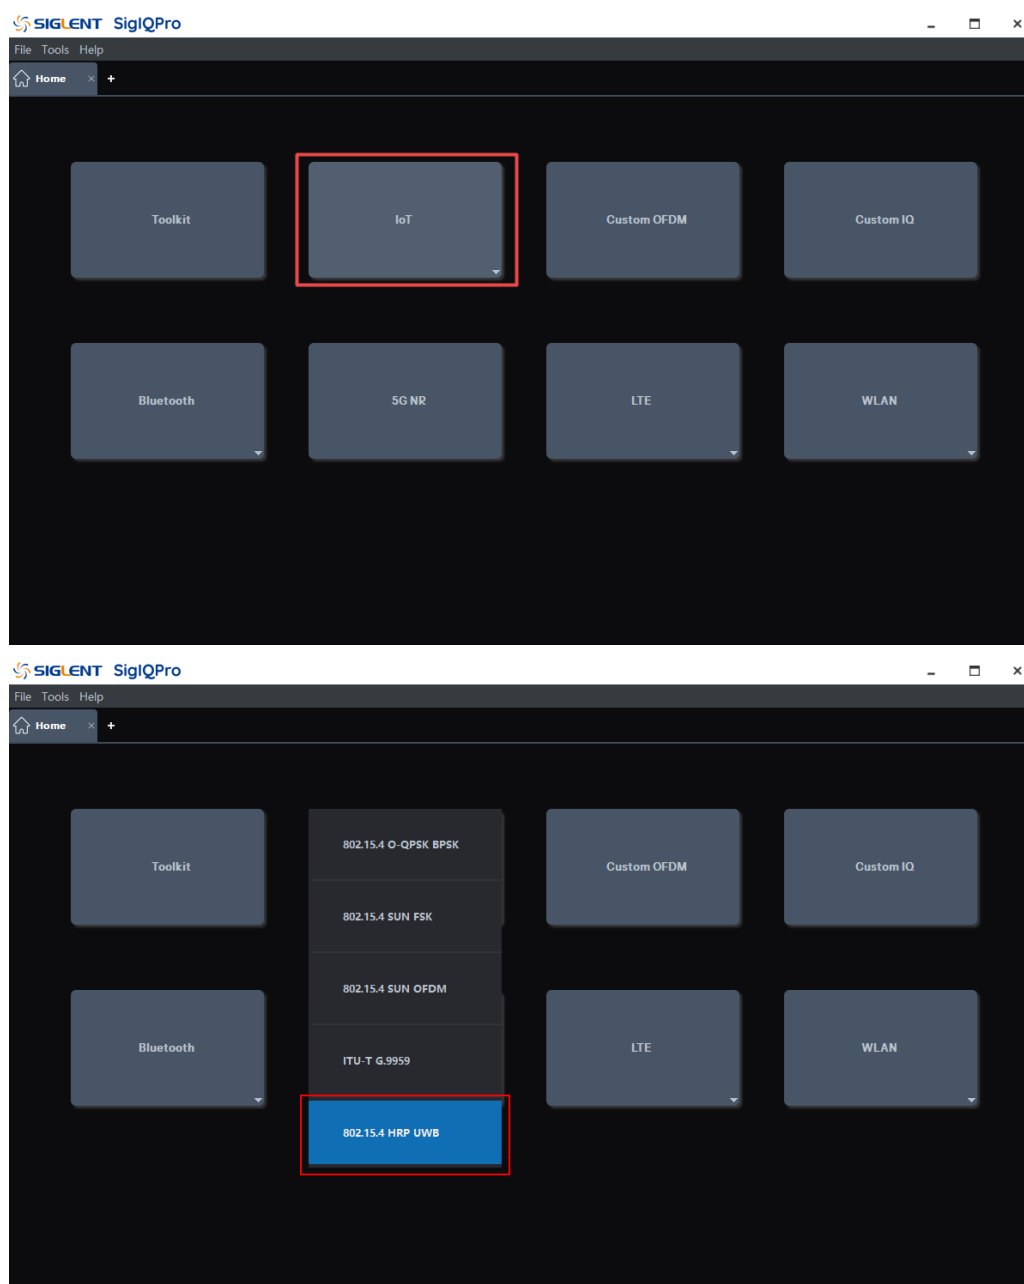 SIGLENT SigIQPro
File Tools Help
Home
Toolkit
IoT
Custom OFDM
Custom IQ
Bluetooth
5G NR
LTE
WLAN
SIGLENT SigIQPro
File Tools Help
Home
Toolkit
802.15.4 O-QPSK BPSK
802.15.4 SUN FSK
802.15.4 SUN OFDM
ITU-T G.9959
802.15.4 HRP UWB
Custom OFDM
Custom IQ
Bluetooth
LTE
WLAN